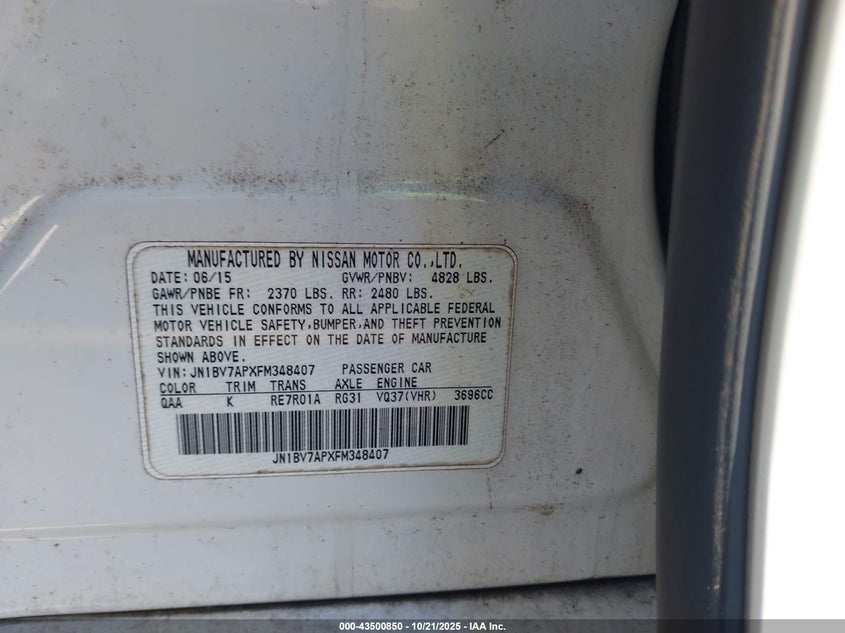 MANUFACTURED BY NISSAN MOTOR CO.,LTD.
DATE: 06/15 GVWR/PNBV: 4828 LBS.
GAWR/PNBE FR: 2370 LBS. RR: 2480 LBS.
THIS VEHICLE CONFORMS TO ALL APPLICABLE FEDERAL
MOTOR VEHICLE SAFETY,BUMPER,AND THEFT PREVENTION
STANDARDS IN EFFECT ON THE DATE OF MANUFACTURE
SHOWN ABOVE.
VIN:JN1BV7APXFM348407 PASSENGER CAR
COLOR TRIM TRANS AXLE ENGINE
QAA K RE7R01A RG31 VQ37(VHR) 3696CC
JN1BV7APXFM348407
000-43500850 - 10/21/2025 - IAA Inc.